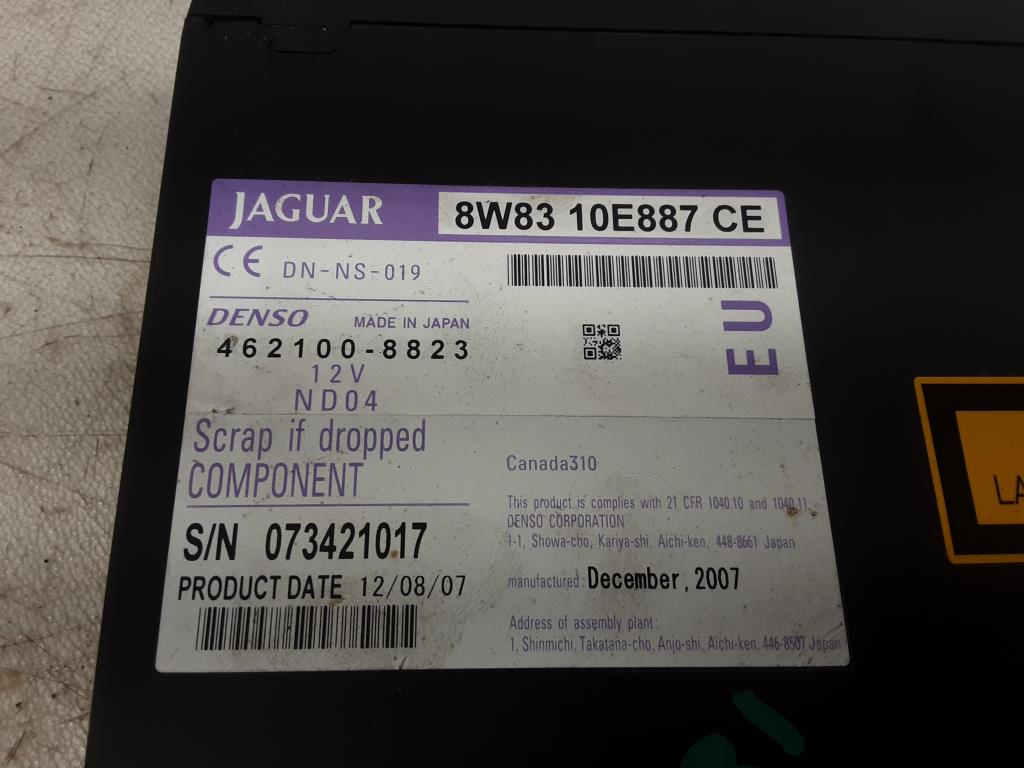 JAGUAR 8W83 10E887 CE
CE DN-NS-019
DENSO MADE IN JAPAN
462100-8823
12V
ND04
EU
Scrap if dropped
COMPONENT
S/N 073421017
PRODUCT DATE 12/08/07
Canada310
This product is complies with 21 CFR 1040.10 and 1040.11.
DENSO CORPORATION
1-1, Showa-cho, Kariya-shi, Aichi-ken, 448-8661 Japan
manufactured: December, 2007
Address of assembly plant:
1, Shinmichi, Takatana-cho, Anjo-shi, Aichi-ken, 446-8507 Japan